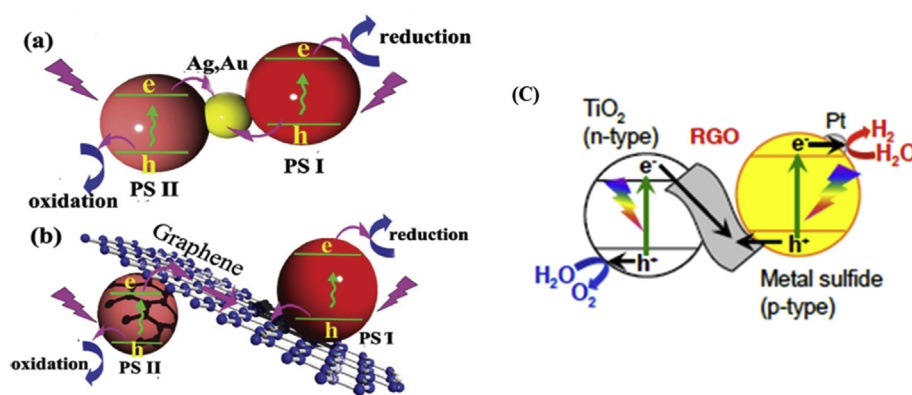 (a)
reduction
e
Ag,Au
e
h
h
PS II
PS I
oxidation
(b)
Graphene
reduction
e
e
h
h
PS I
PS II
oxidation
(C)
TiO2
(n-type)
RGO
Pt
e-
e-
H2
H2O
H2O
O2
h+
h+
Metal sulfide
(p-type)